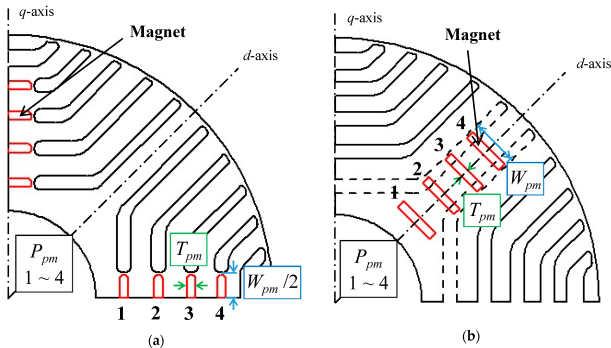 q-axis
Magnet
d-axis
T_pm
P_pm
1 ~ 4
W_pm /2
1 2 3 4
(a)
q-axis
Magnet
d-axis
4
3
2
1
W_pm
T_pm
P_pm
1 ~ 4
(b)